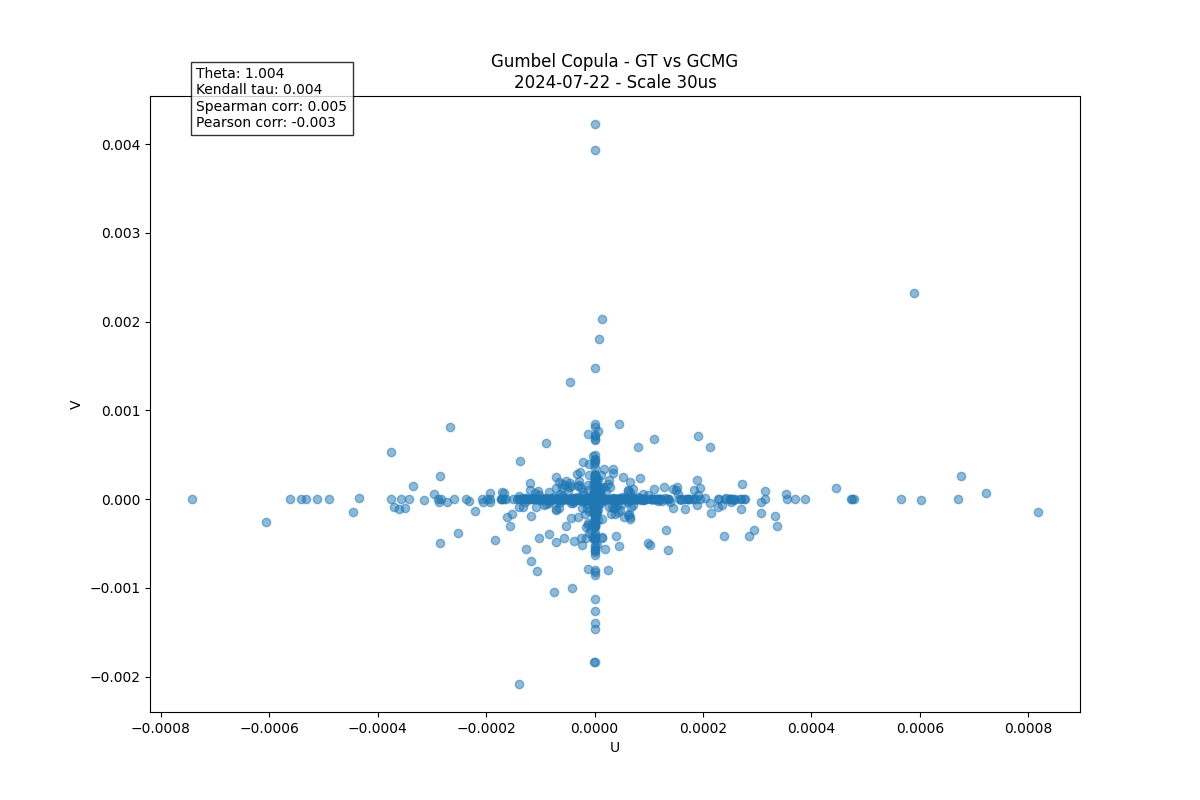 Gumbel Copula - GT vs GCMG
2024-07-22 - Scale 30us
Theta: 1.004
Kendall tau: 0.004
Spearman corr: 0.005
Pearson corr: -0.003
V
0.004
0.003
0.002
0.001
0.000
−0.001
−0.002
−0.0008 −0.0006 −0.0004 −0.0002 0.0000 0.0002 0.0004 0.0006 0.0008
U